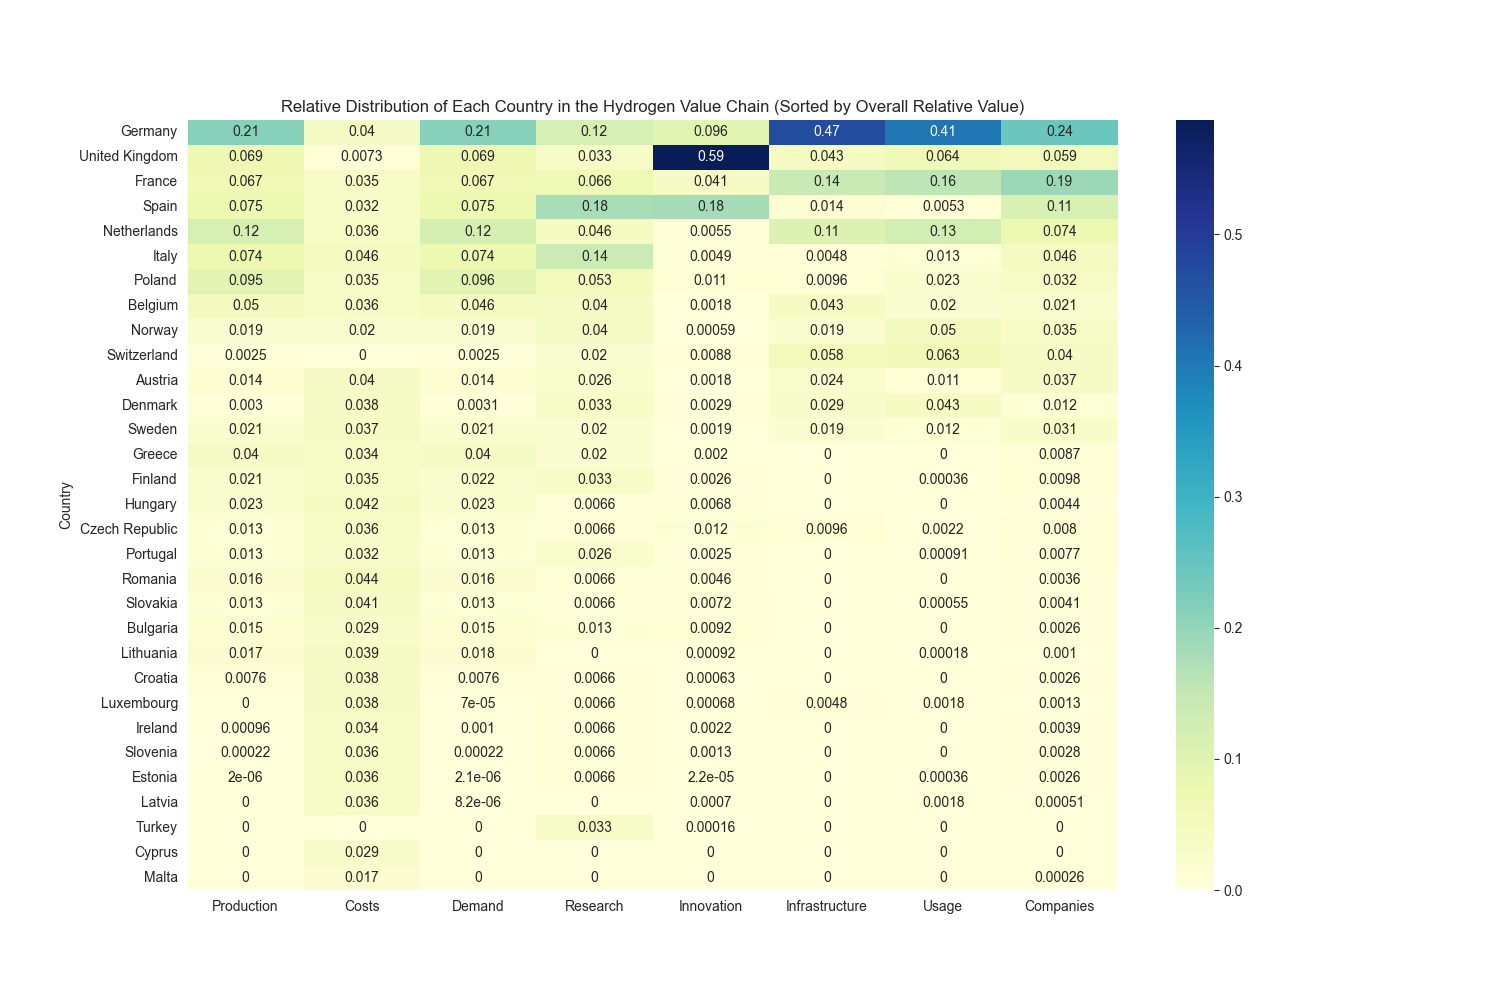 Relative Distribution of Each Country in the Hydrogen Value Chain (Sorted by Overall Relative Value)
Country
Germany 0.21 0.04 0.21 0.12 0.096 0.47 0.41 0.24
United Kingdom 0.069 0.0073 0.069 0.033 0.59 0.043 0.064 0.059
France 0.067 0.035 0.067 0.066 0.041 0.14 0.16 0.19
Spain 0.075 0.032 0.075 0.18 0.18 0.014 0.0053 0.11
Netherlands 0.12 0.036 0.12 0.046 0.0055 0.11 0.13 0.074
Italy 0.074 0.046 0.074 0.14 0.0049 0.0048 0.013 0.046
Poland 0.095 0.035 0.096 0.053 0.011 0.0096 0.023 0.032
Belgium 0.05 0.036 0.046 0.04 0.0018 0.043 0.02 0.021
Norway 0.019 0.02 0.019 0.04 0.00059 0.019 0.05 0.035
Switzerland 0.0025 0 0.0025 0.02 0.0088 0.058 0.063 0.04
Austria 0.014 0.04 0.014 0.026 0.0018 0.024 0.011 0.037
Denmark 0.003 0.038 0.0031 0.033 0.0029 0.029 0.043 0.012
Sweden 0.021 0.037 0.021 0.02 0.0019 0.019 0.012 0.031
Greece 0.04 0.034 0.04 0.02 0.002 0 0 0.0087
Finland 0.021 0.035 0.022 0.033 0.0026 0 0.00036 0.0098
Hungary 0.023 0.042 0.023 0.0066 0.0068 0 0 0.0044
Czech Republic 0.013 0.036 0.013 0.0066 0.012 0.0096 0.0022 0.008
Portugal 0.013 0.032 0.013 0.026 0.0025 0 0.00091 0.0077
Romania 0.016 0.044 0.016 0.0066 0.0046 0 0 0.0036
Slovakia 0.013 0.041 0.013 0.0066 0.0072 0 0.00055 0.0041
Bulgaria 0.015 0.029 0.015 0.013 0.0092 0 0 0.0026
Lithuania 0.017 0.039 0.018 0 0.00092 0 0.00018 0.001
Croatia 0.0076 0.038 0.0076 0.0066 0.00063 0 0 0.0026
Luxembourg 0 0.038 7e-05 0.0066 0.00068 0.0048 0.0018 0.0013
Ireland 0.00096 0.034 0.001 0.0066 0.0022 0 0 0.0039
Slovenia 0.00022 0.036 0.00022 0.0066 0.0013 0 0 0.0028
Estonia 2e-06 0.036 2.1e-06 0.0066 2.2e-05 0 0.00036 0.0026
Latvia 0 0.036 8.2e-06 0 0.0007 0 0.0018 0.00051
Turkey 0 0 0 0.033 0.00016 0 0 0
Cyprus 0 0.029 0 0 0 0 0 0
Malta 0 0.017 0 0 0 0 0 0.00026
Production Costs Demand Research Innovation Infrastructure Usage Companies
0.5
0.4
0.3
0.2
0.1
0.0